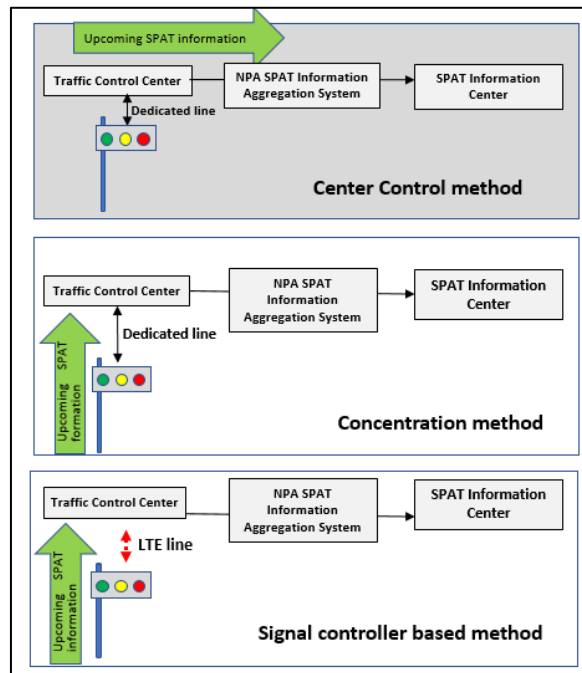 Upcoming SPAT information
Traffic Control Center
NPA SPAT Information
Aggregation System
SPAT Information
Center
Dedicated line
Center Control method
Traffic Control Center
NPA SPAT
Information
Aggregation System
SPAT Information
Center
Dedicated line
Upcoming SPAT
formation
Concentration method
Traffic Control Center
NPA SPAT
Information
Aggregation System
SPAT Information
Center
LTE line
Upcoming SPAT
information
Signal controller based method